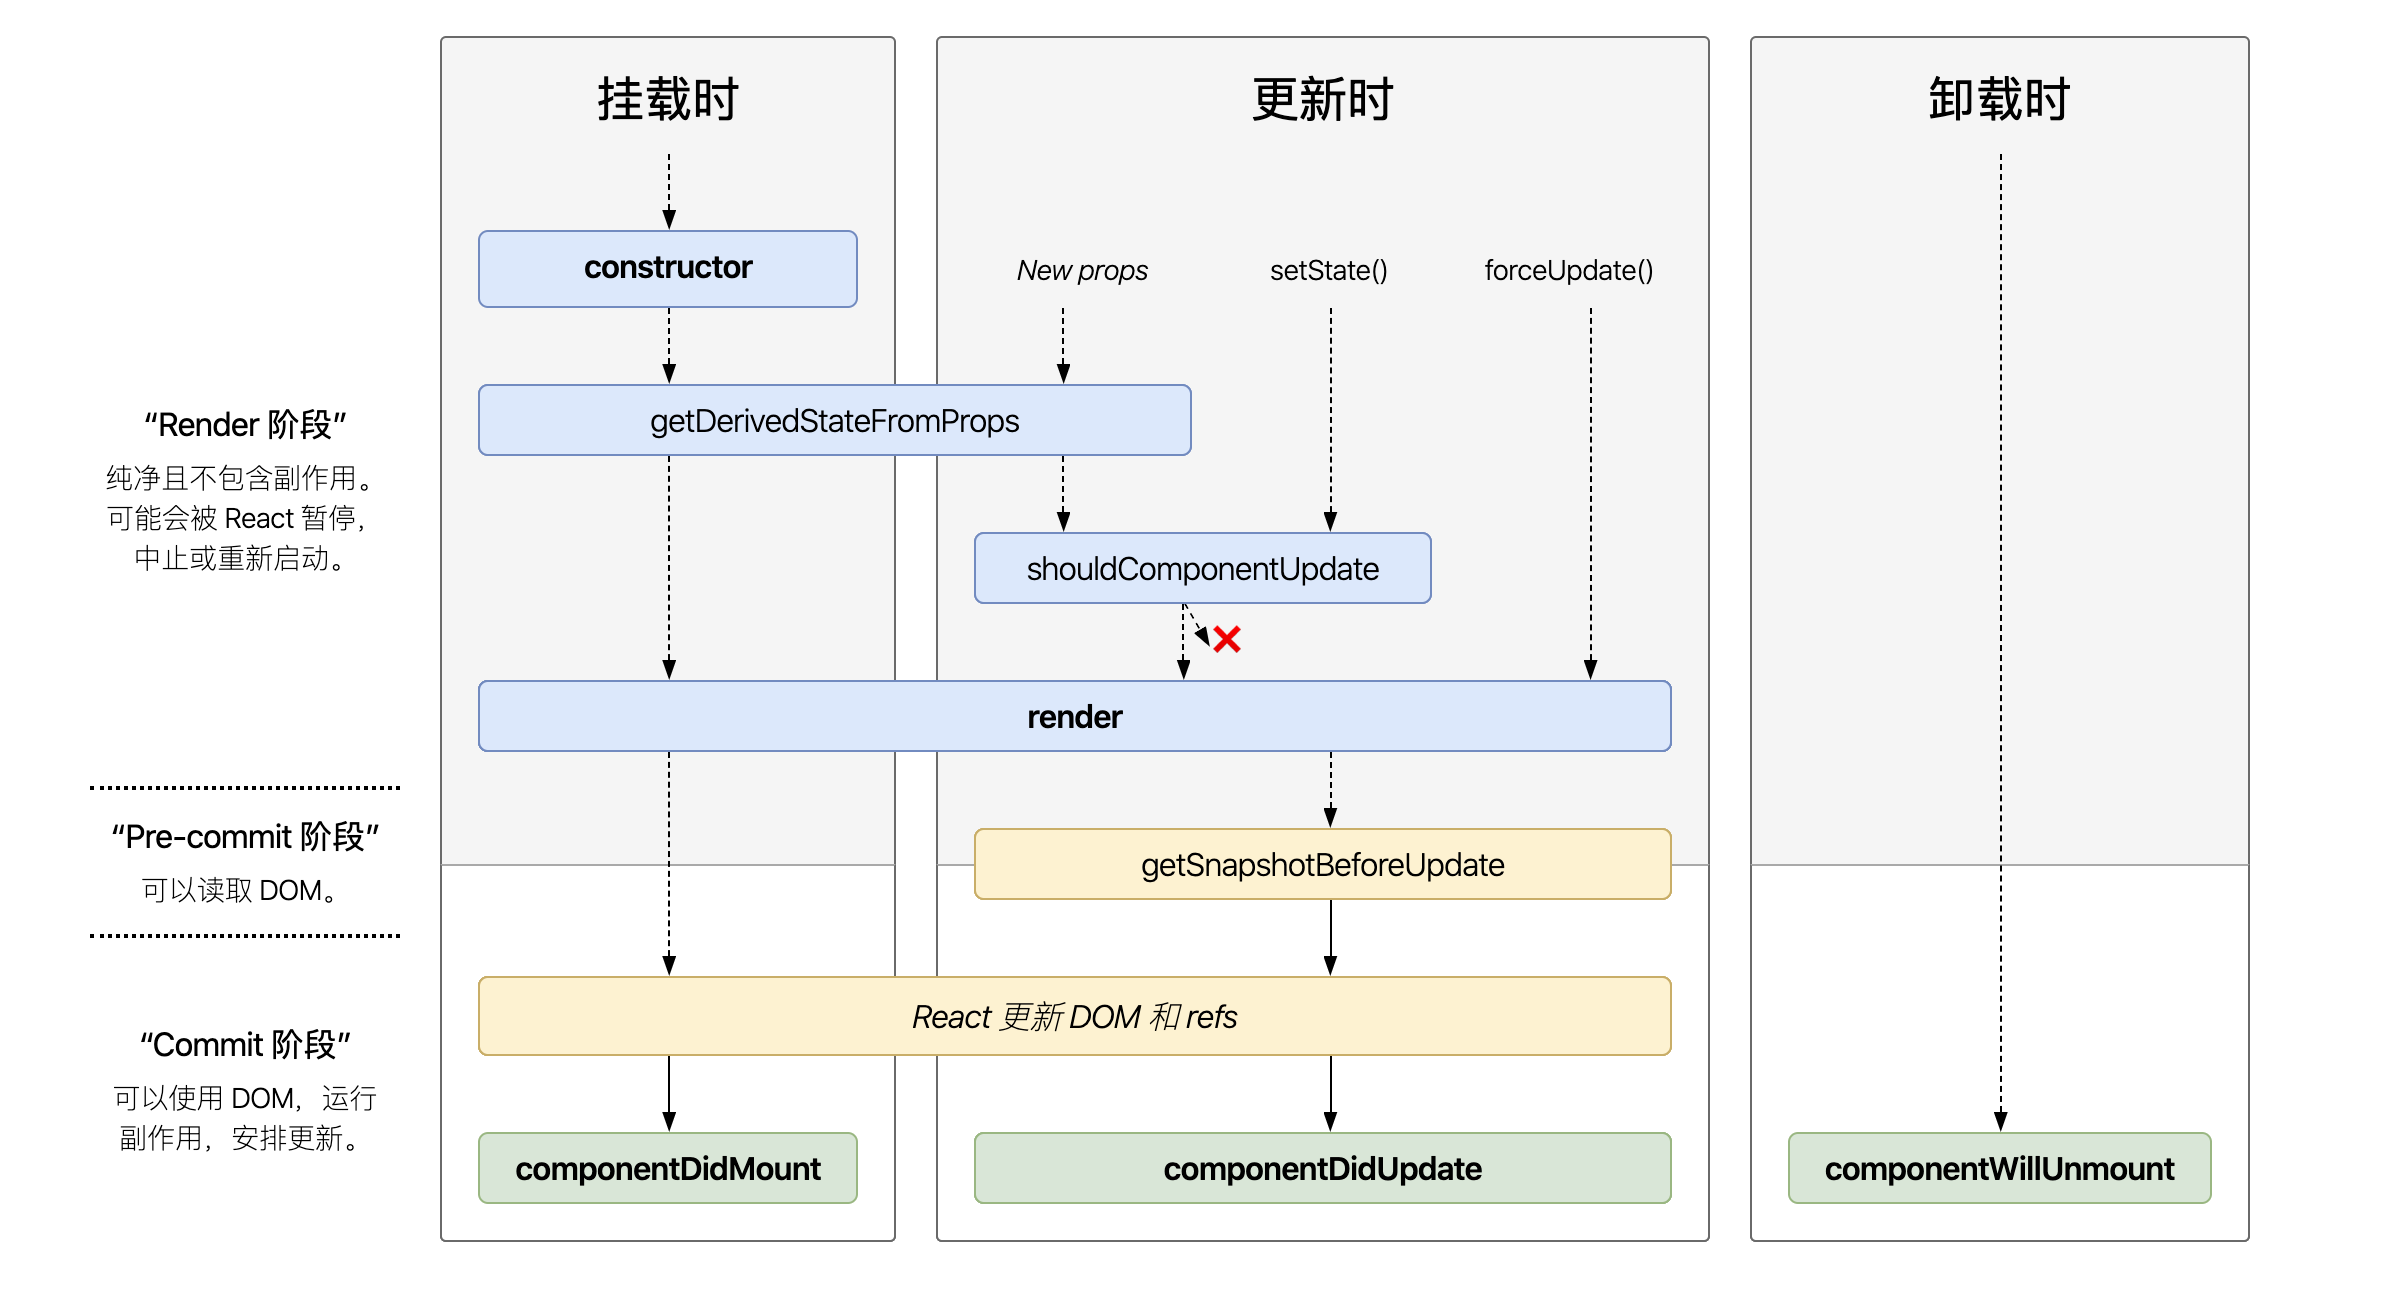 挂载时
更新时
卸载时
constructor
New props
setState()
forceUpdate()
getDerivedStateFromProps
“Render 阶段”
纯净且不包含副作用。
可能会被 React 暂停，
中止或重新启动。
shouldComponentUpdate
render
“Pre-commit 阶段”
可以读取 DOM。
getSnapshotBeforeUpdate
React 更新 DOM 和 refs
“Commit 阶段”
可以使用 DOM，运行
副作用，安排更新。
componentDidMount
componentDidUpdate
componentWillUnmount